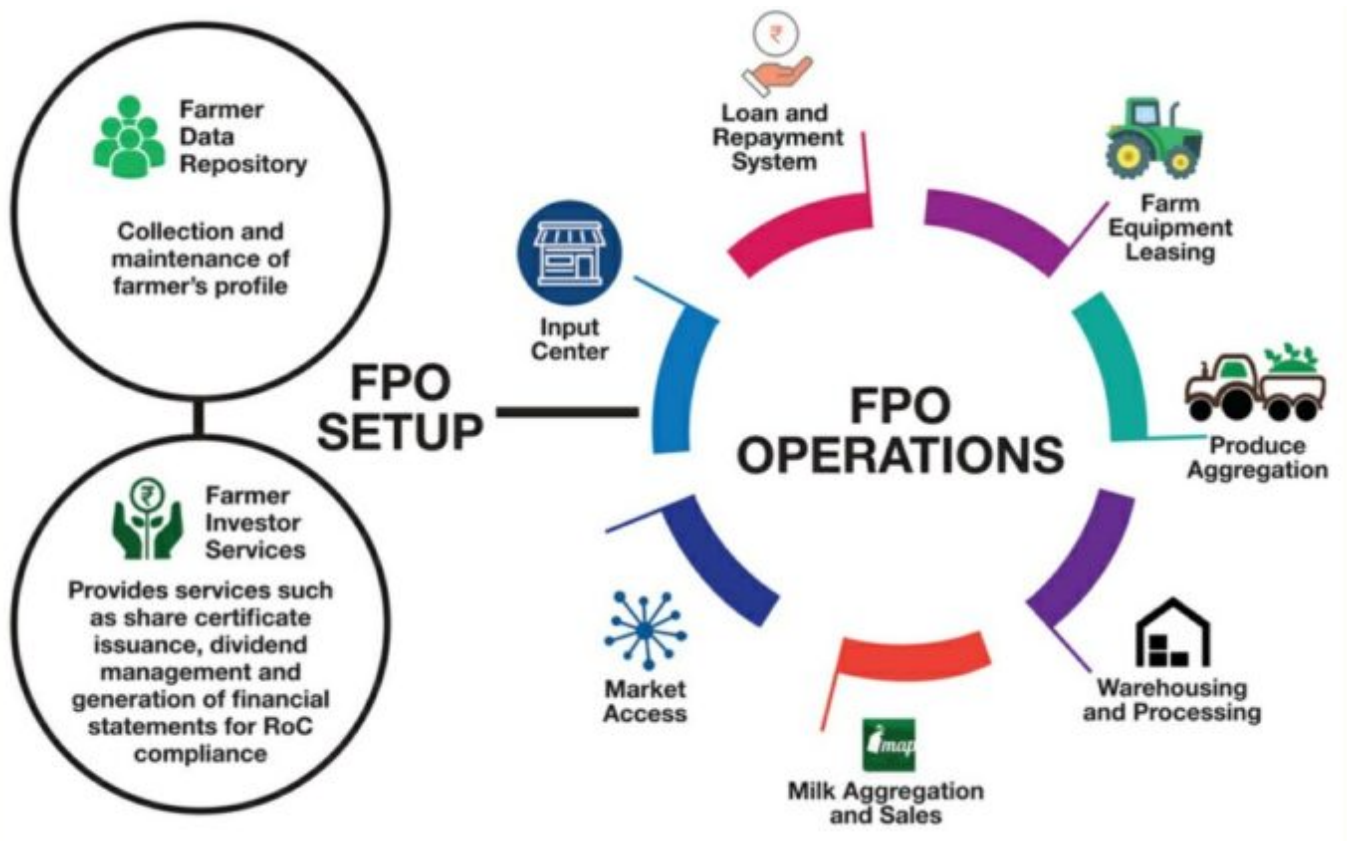 Farmer
Data
Repository
Collection and
maintenance of
farmer's profile
FPO
SETUP
Farmer
Investor
Services
Provides services such
as share certificate
issuance, dividend
management and
generation of financial
statements for RoC
compliance
FPO
OPERATIONS
₹
Loan and
Repayment
System
Farm
Equipment
Leasing
Produce
Aggregation
Warehousing
and Processing
map
Milk Aggregation
and Sales
Market
Access
Input
Center
₹